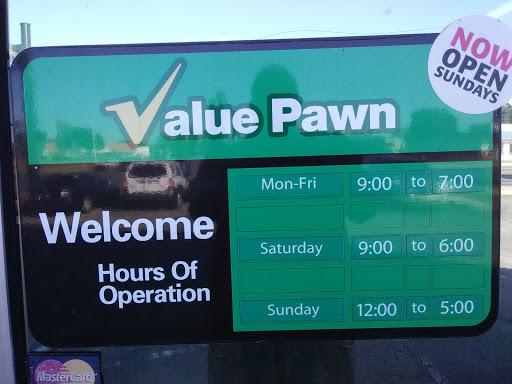 NOW
OPEN
SUNDAYS
Value Pawn
Welcome
Hours Of
Operation
Mon-Fri 9:00 to 7:00
Saturday 9:00 to 6:00
Sunday 12:00 to 5:00
MasterCard